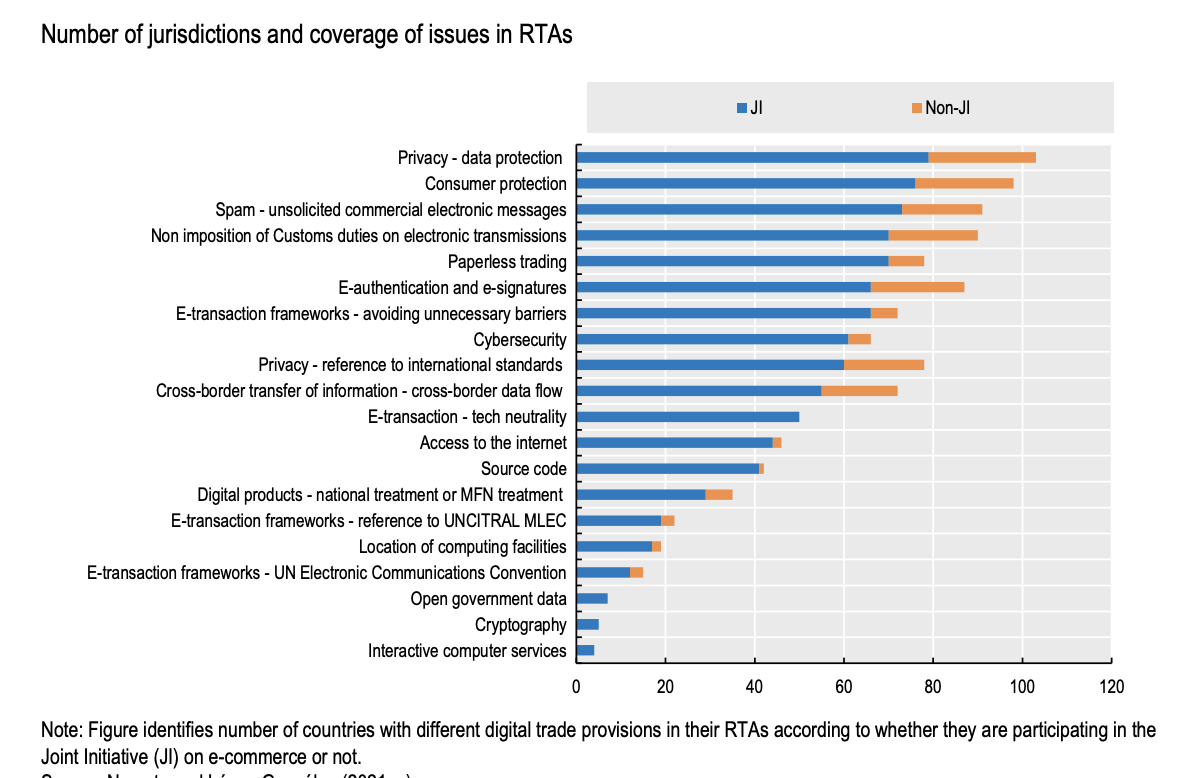 Number of jurisdictions and coverage of issues in RTAs
JI Non-JI
Privacy - data protection
Consumer protection
Spam - unsolicited commercial electronic messages
Non imposition of Customs duties on electronic transmissions
Paperless trading
E-authentication and e-signatures
E-transaction frameworks - avoiding unnecessary barriers
Cybersecurity
Privacy - reference to international standards
Cross-border transfer of information - cross-border data flow
E-transaction - tech neutrality
Access to the internet
Source code
Digital products - national treatment or MFN treatment
E-transaction frameworks - reference to UNCITRAL MLEC
Location of computing facilities
E-transaction frameworks - UN Electronic Communications Convention
Open government data
Cryptography
Interactive computer services
0 20 40 60 80 100 120
Note: Figure identifies number of countries with different digital trade provisions in their RTAs according to whether they are participating in the
Joint Initiative (JI) on e-commerce or not.